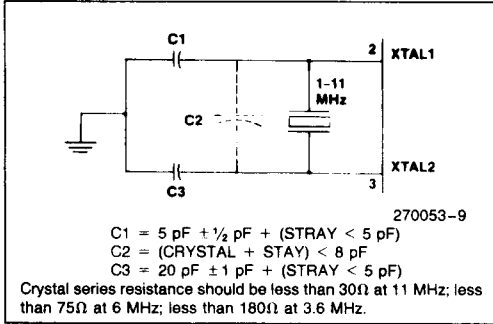 C1
2 XTAL1
1-11
MHz
C2
XTAL2
3
C3
270053-9
C1 = 5 pF ± ½ pF + (STRAY < 5 pF)
C2 = (CRYSTAL + STAY) < 8 pF
C3 = 20 pF ± 1 pF + (STRAY < 5 pF)
Crystal series resistance should be less than 30Ω at 11 MHz; less
than 75Ω at 6 MHz; less than 180Ω at 3.6 MHz.